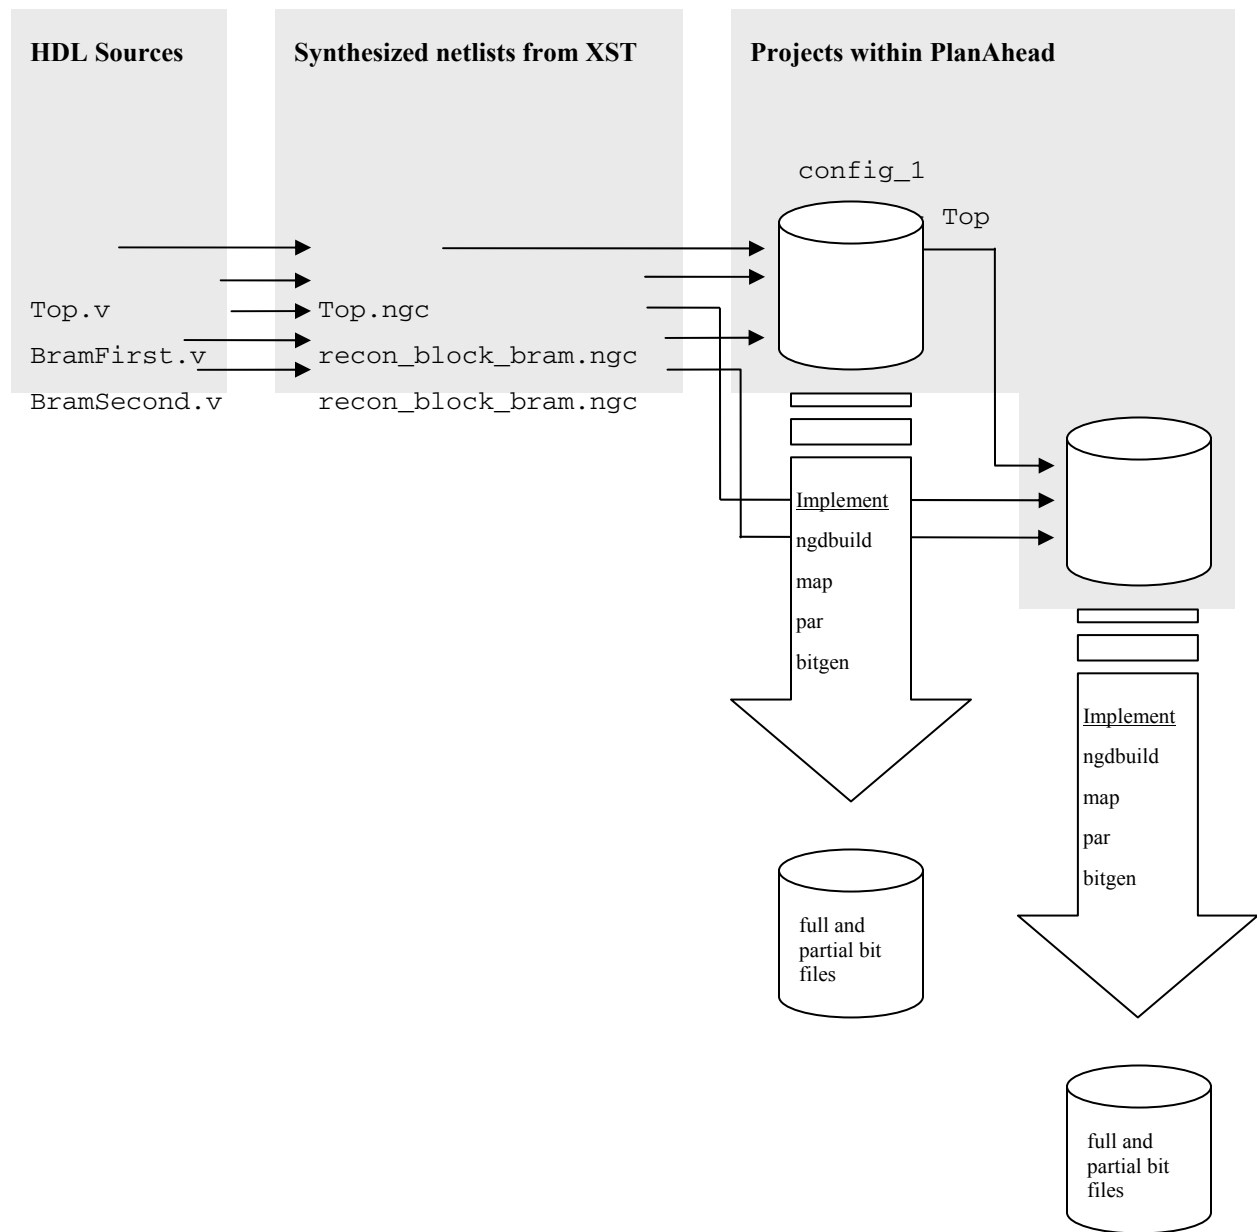 HDL Sources
Synthesized netlists from XST
Projects within PlanAhead
config_1
Top
Top.v
Top.ngc
BramFirst.v
recon_block_bram.ngc
BramSecond.v
recon_block_bram.ngc
Implement
ngdbuild
map
par
bitgen
Implement
ngdbuild
map
par
bitgen
full and
partial bit
files
full and
partial bit
files